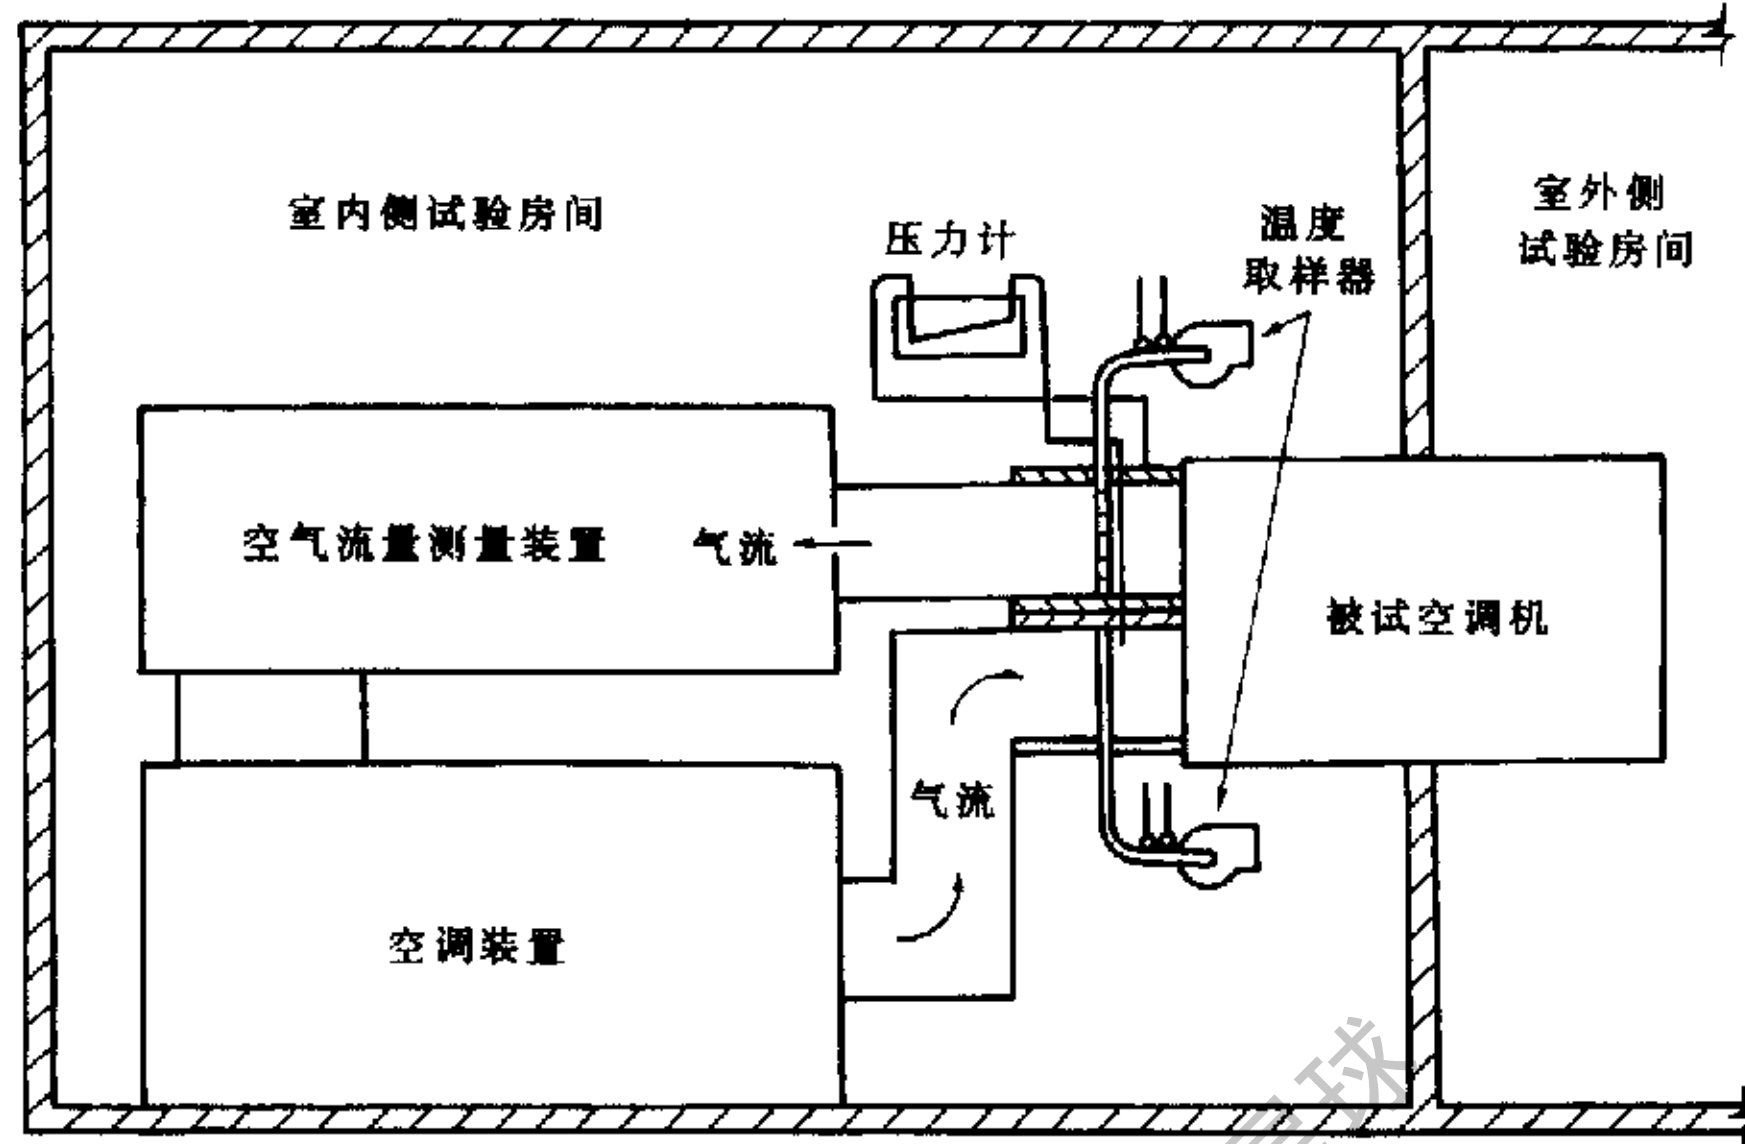 室内侧试验房间
压力计
温度
取样器
室外侧
试验房间
空气流量测量装置
气流
被试空调机
气流
空调装置